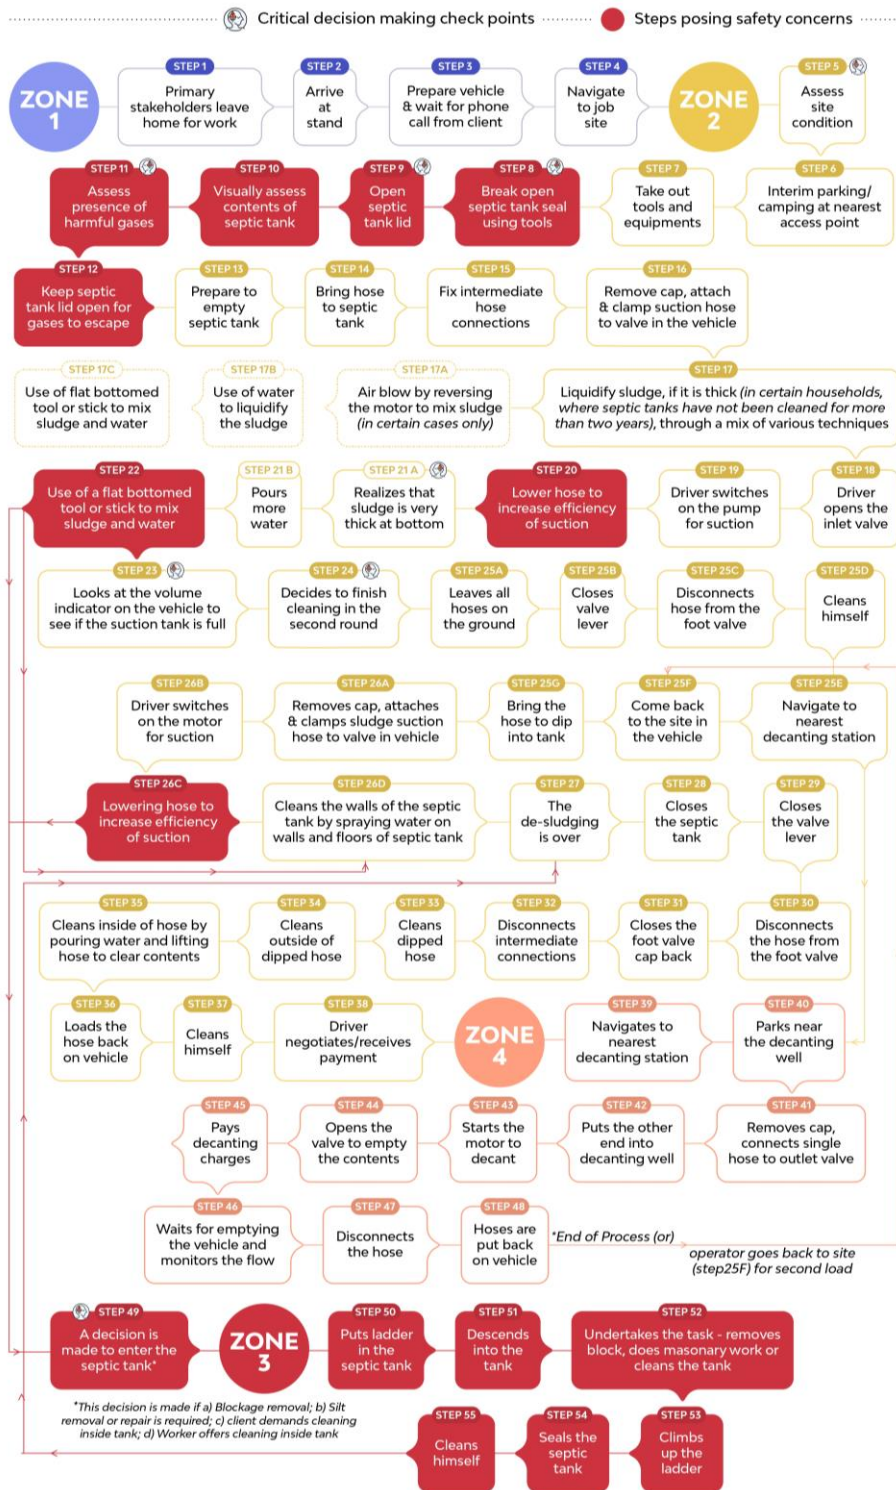 Critical decision making check points
Steps posing safety concerns
ZONE
1
STEP 1
Primary
stakeholders leave
home for work
STEP 2
Arrive
at
stand
STEP 3
Prepare vehicle
& wait for phone
call from client
STEP 4
Navigate
to job
site
ZONE
2
STEP 5
Assess
site
condition
STEP 6
Interim parking/
camping at nearest
access point
STEP 7
Take out
tools and
equipments
STEP 8
Break open
septic tank seal
using tools
STEP 9
Open
septic
tank lid
STEP 10
Visually assess
contents of
septic tank
STEP 11
Assess
presence of
harmful gases
STEP 12
Keep septic
tank lid open for
gases to escape
STEP 13
Prepare to
empty
septic tank
STEP 14
Bring hose
to septic
tank
STEP 15
Fix intermediate
hose
connections
STEP 16
Remove cap, attach
& clamp suction hose
to valve in the vehicle
STEP 17
Liquidify sludge, if it is thick (in certain households,
where septic tanks have not been cleaned for more
than two years), through a mix of various techniques
STEP 17A
Air blow by reversing
the motor to mix sludge
(in certain cases only)
STEP 17B
Use of water
to liquidify
the sludge
STEP 17C
Use of flat bottomed
tool or stick to mix
sludge and water
STEP 18
Driver
opens the
inlet valve
STEP 19
Driver switches
on the pump
for suction
STEP 20
Lower hose to
increase efficiency
of suction
STEP 21 A
Realizes that
sludge is very
thick at bottom
STEP 21 B
Pours
more
water
STEP 22
Use of a flat bottomed
tool or stick to mix
sludge and water
STEP 23
Looks at the volume
indicator on the vehicle to
see if the suction tank is full
STEP 24
Decides to finish
cleaning in the
second round
STEP 25A
Leaves all
hoses on
the ground
STEP 25B
Closes
valve
lever
STEP 25C
Disconnects
hose from the
foot valve
STEP 25D
Cleans
himself
STEP 25E
Navigate to
nearest
decanting station
STEP 25F
Come back
to the site in
the vehicle
STEP 25G
Bring the
hose to dip
into tank
STEP 26A
Removes cap, attaches
& clamps sludge suction
hose to valve in vehicle
STEP 26B
Driver switches
on the motor
for suction
STEP 26C
Lowering hose to
increase efficiency
of suction
STEP 26D
Cleans the walls of the septic
tank by spraying water on
walls and floors of septic tank
STEP 27
The
de-sludging
is over
STEP 28
Closes
the septic
tank
STEP 29
Closes
the valve
lever
STEP 30
Disconnects
the hose from
the foot valve
STEP 31
Closes the
foot valve
cap back
STEP 32
Disconnects
intermediate
connections
STEP 33
Cleans
dipped
hose
STEP 34
Cleans
outside of
dipped hose
STEP 35
Cleans inside of hose by
pouring water and lifting
hose to clear contents
STEP 36
Loads the
hose back
on vehicle
STEP 37
Cleans
himself
STEP 38
Driver
negotiates/receives
payment
ZONE
4
STEP 39
Navigates to
nearest
decanting station
STEP 40
Parks near
the decanting
well
STEP 41
Removes cap,
connects single
hose to outlet valve
STEP 42
Puts the other
end into
decanting well
STEP 43
Starts the
motor to
decant
STEP 44
Opens the
valve to empty
the contents
STEP 45
Pays
decanting
charges
STEP 46
Waits for emptying
the vehicle and
monitors the flow
STEP 47
Disconnects
the hose
STEP 48
Hoses are
put back
on vehicle
*End of Process (or)
operator goes back to site
(step25F) for second load
STEP 49
A decision is
made to enter the
septic tank*
ZONE
3
STEP 50
Puts ladder
in the
septic tank
STEP 51
Descends
into the
tank
STEP 52
Undertakes the task - removes
block, does masonary work or
cleans the tank
*This decision is made if a) Blockage removal; b) Silt
removal or repair is required; c) client demands cleaning
inside tank; d) Worker offers cleaning inside tank
STEP 53
Climbs
up the
ladder
STEP 54
Seals the
septic
tank
STEP 55
Cleans
himself